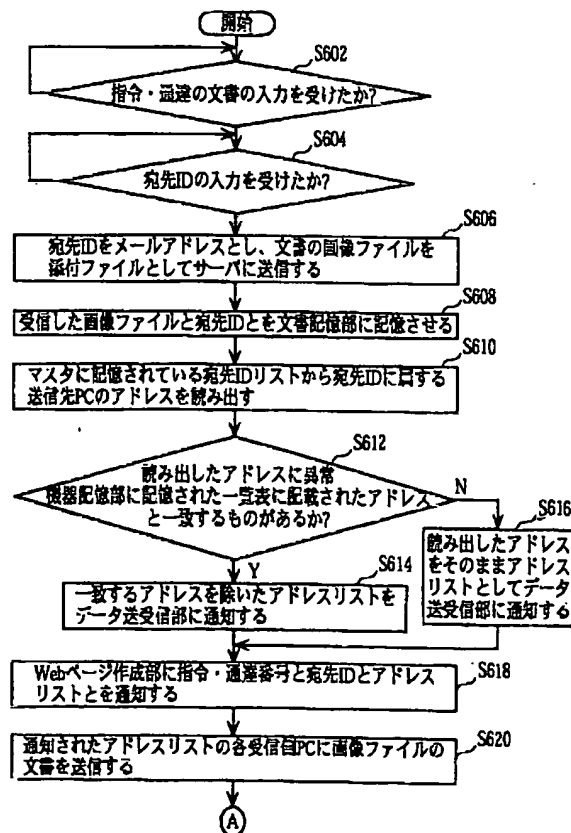 開始
S602
指令・通達の文書の入力を受けたか?
S604
宛先IDの入力を受けたか?
S606
宛先IDをメールアドレスとし、文書の画像ファイルを
添付ファイルとしてサーバに送信する
S608
受信した画像ファイルと宛先IDとを文書記憶部に記憶させる
S610
マスタに記憶されている宛先IDリストから宛先IDに属する
送信先PCのアドレスを読み出す
S612
読み出したアドレスに異常
機器記憶部に記憶された一覧表に記載されたアドレス
と一致するものがあるか?
N
S616
読み出したアドレス
をそのままアドレス
リストとしてデータ
送受信部に通知する
Y
S614
一致するアドレスを除いたアドレスリストを
データ送受信部に通知する
S618
Webページ作成部に指令・通達番号と宛先IDとアドレス
リストとを通知する
S620
通知されたアドレスリストの各受信自PCに画像ファイルの
文書を送信する
A